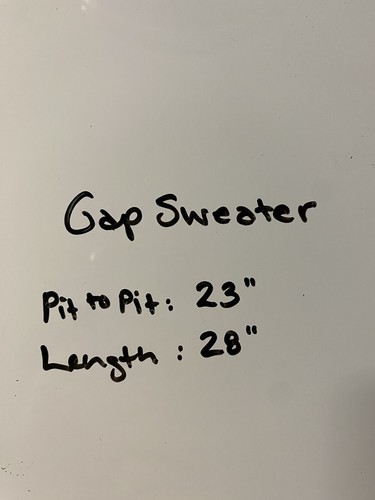 Gap Sweater
Pit to Pit: 23"
Length: 28"